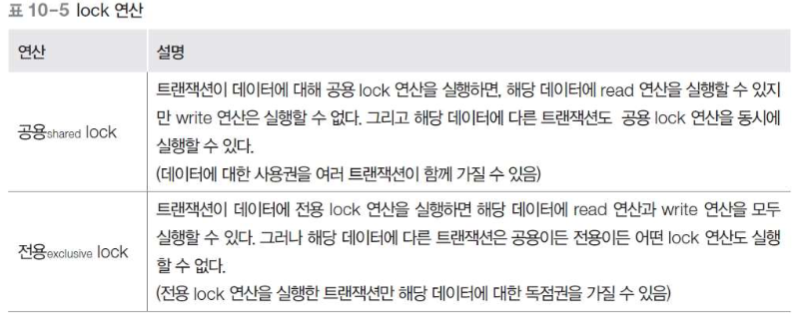 표 10-5 lock 연산
연산 설명
트랜잭션이 데이터에 대해 공용 lock 연산을 실행하면, 해당 데이터에 read 연산을 실행할 수 있지
만 write 연산은 실행할 수 없다. 그리고 해당 데이터에 다른 트랜잭션도 공용 lock 연산을 동시에
공용shared lock
실행할 수 있다.
(데이터에 대한 사용권을 여러 트랜잭션이 함께 가질 수 있음)
트랜잭션이 데이터에 전용 lock 연산을 실행하면 해당 데이터에 read 연산과 write 연산을 모두
실행할 수 있다. 그러나 해당 데이터에 다른 트랜잭션은 공용이든 전용이든 어떤 lock 연산도 실행
전용exclusive lock
할 수 없다.
(전용 lock 연산을 실행한 트랜잭션만 해당 데이터에 대한 독점권을 가질 수 있음)